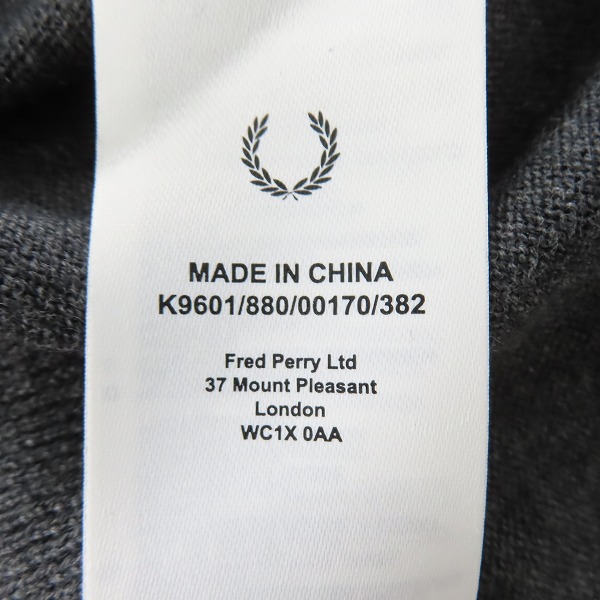 MADE IN CHINA
K9601/880/00170/382
Fred Perry Ltd
37 Mount Pleasant
London
WC1X 0AA